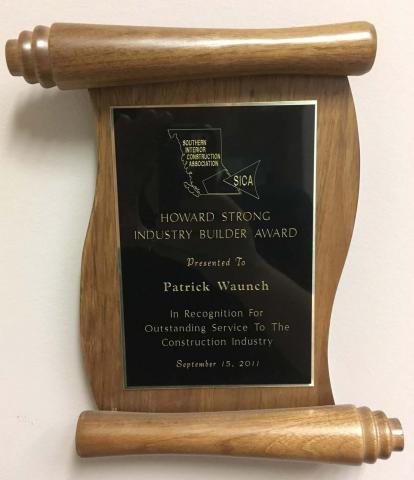 SOUTHERN
INTERIOR
CONSTRUCTION
ASSOCIATION
SICA
HOWARD STRONG
INDUSTRY BUILDER AWARD
Presented To
Patrick Waunch
In Recognition For
Outstanding Service To The
Construction Industry
September 15, 2011